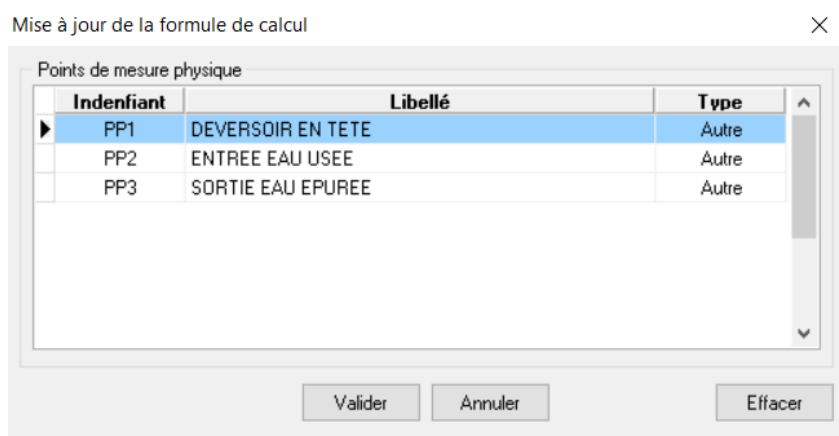 Mise à jour de la formule de calcul
Points de mesure physique
Indenfiant Libellé Type
PP1 DEVERSOIR EN TETE Autre
PP2 ENTREE EAU USEE Autre
PP3 SORTIE EAU EPUREE Autre
Valider Annuler Effacer